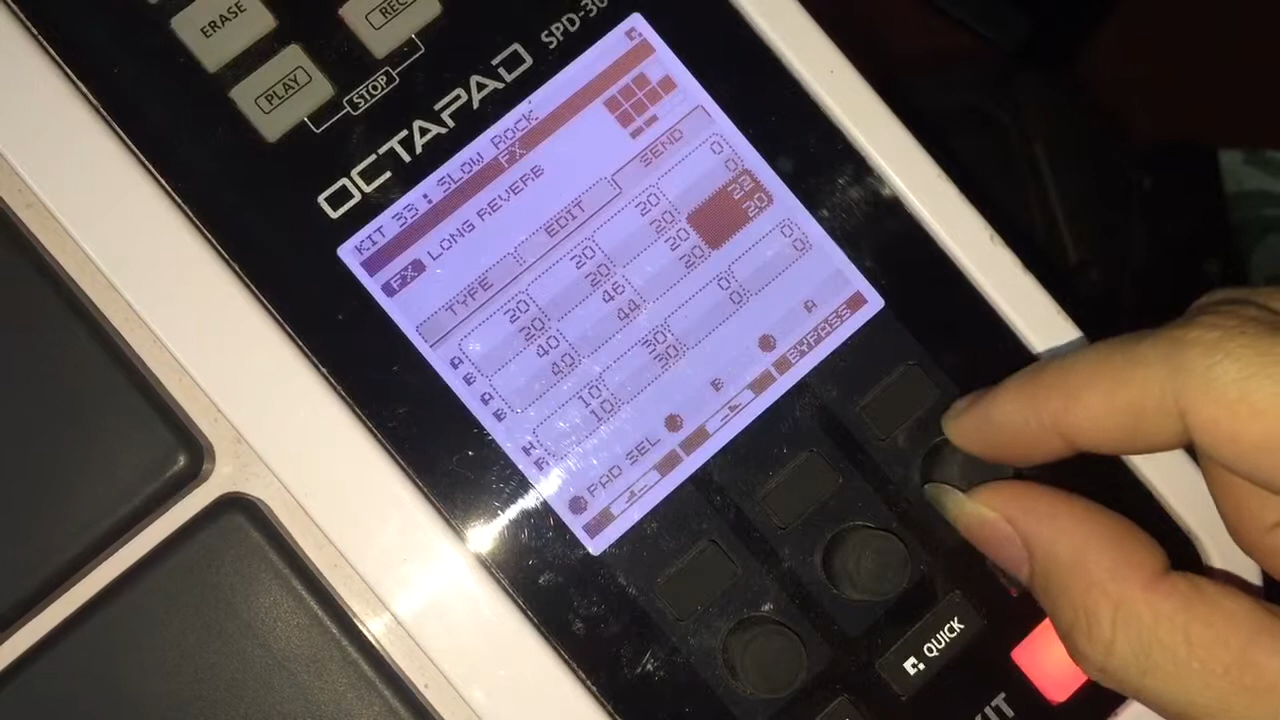 ERASE
REC
PLAY
STOP
OCTAPAD SPD-30
KIT 33: SLOW ROCK
FX
FX LONG REVERB
TYPE EDIT SEND
A 20 20 20 0
B 20 20 20 0
A 40 46 20 22
B 40 44 20 20
H 10 30 0 0
10 30 0 0
PAD SEL B A
BYPASS
QUICK
KIT